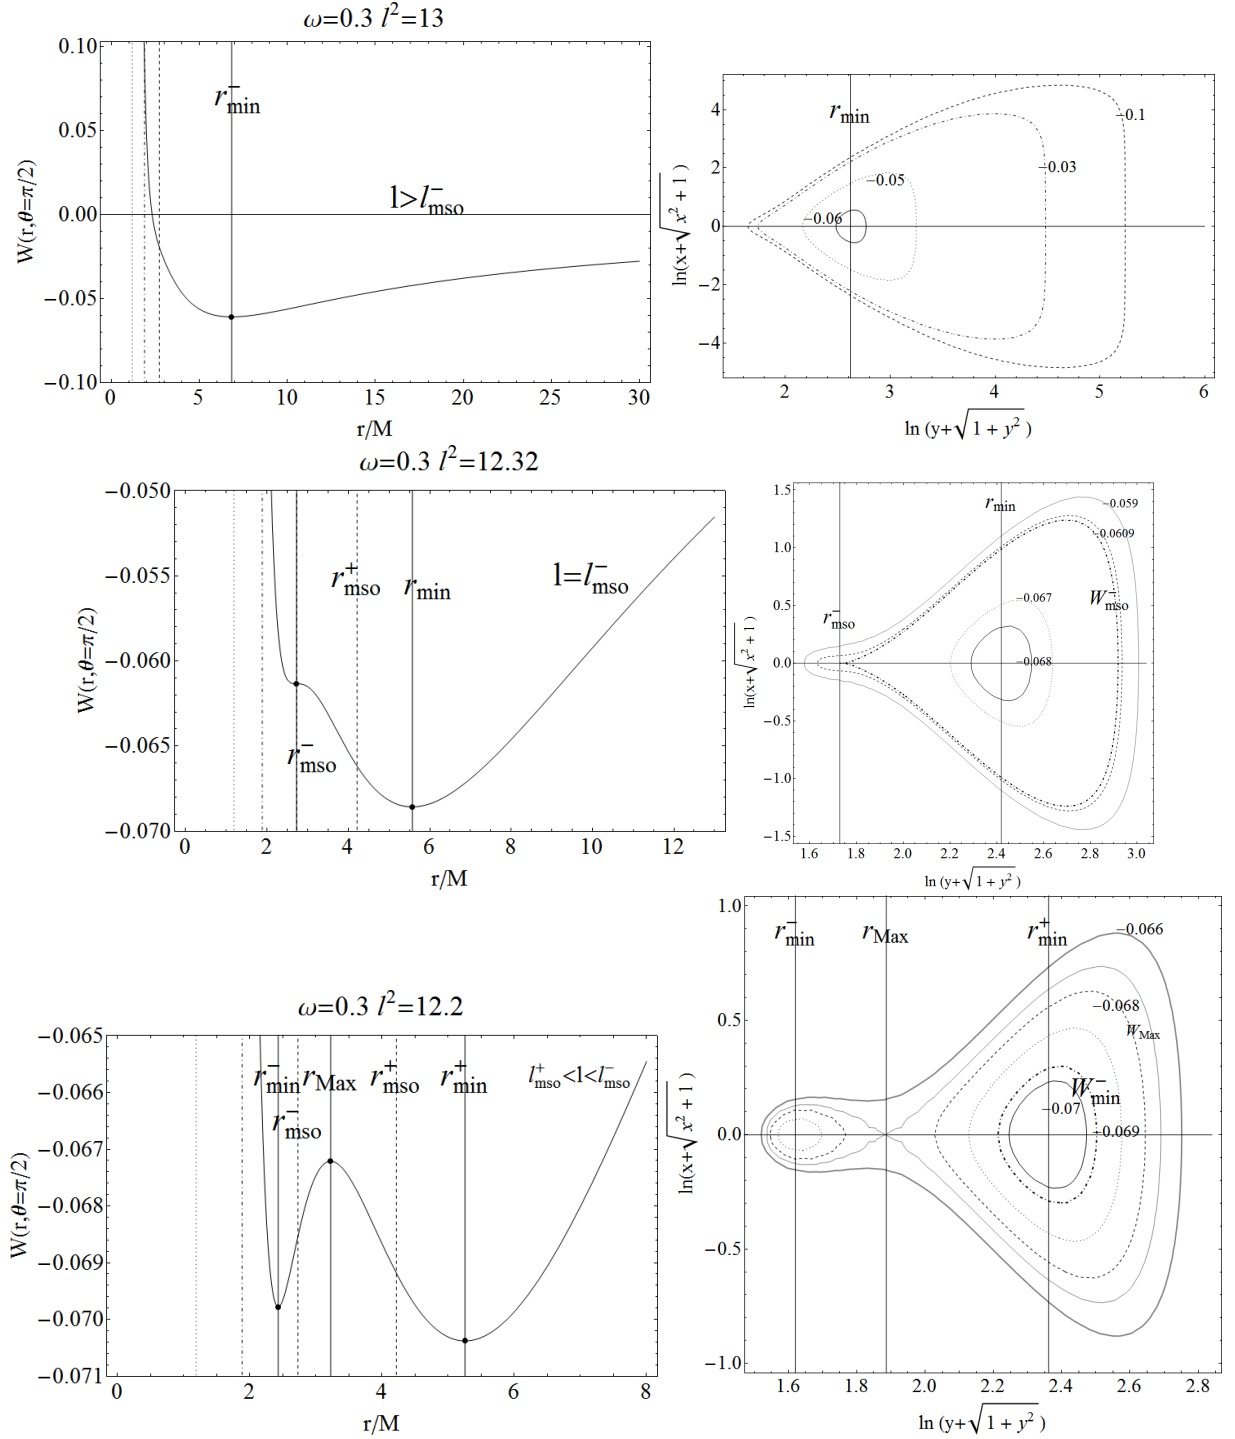 ω=0.3 l²=13
0.10
0.05
0.00
−0.05
−0.10
W(r,θ=π/2)
r⁻min
l>l⁻mso
0 5 10 15 20 25 30
r/M
4
2
0
−2
−4
ln(x+√x²+1)
rmin
−0.1
−0.03
−0.05
−0.06
2 3 4 5 6
ln (y+√1+y²)
ω=0.3 l²=12.32
−0.050
−0.055
−0.060
−0.065
−0.070
W(r,θ=π/2)
r⁺mso
rmin
l=l⁻mso
r⁻mso
0 2 4 6 8 10 12
r/M
1.5
1.0
0.5
0.0
−0.5
−1.0
−1.5
ln(x+√x²+1)
rmin
−0.059
−0.0609
W⁻mso
−0.067
r⁻mso
−0.068
1.6 1.8 2.0 2.2 2.4 2.6 2.8 3.0
ln (y+√1+y²)
ω=0.3 l²=12.2
−0.065
−0.066
−0.067
−0.068
−0.069
−0.070
−0.071
W(r,θ=π/2)
r⁻min rMax r⁺mso r⁺min
l⁺mso<l<l⁻mso
r⁻mso
0 2 4 6 8
r/M
1.0
0.5
0.0
−0.5
−1.0
ln(x+√x²+1)
r⁻min rMax r⁺min
−0.066
−0.068
WMax
W⁻min
−0.07
−0.069
1.6 1.8 2.0 2.2 2.4 2.6 2.8
ln (y+√1+y²)